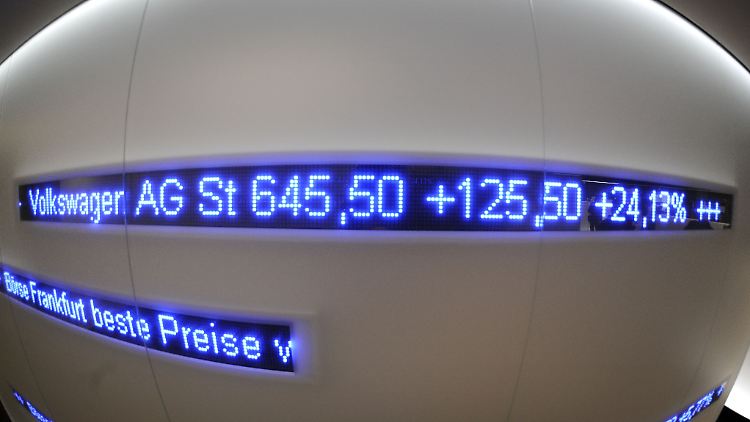 Volkswagen AG St 645,50 +125,50 +24,13% +++
Börse Frankfurt beste Preise v